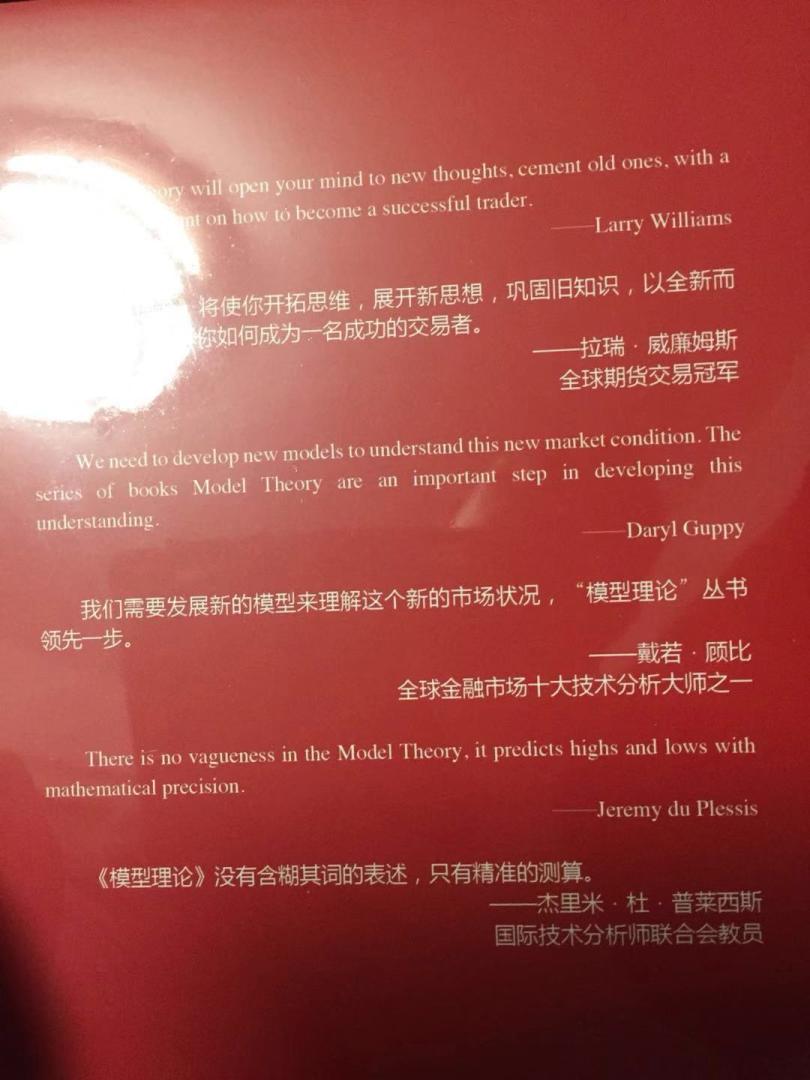 will open your mind to new thoughts, cement old ones, with a
on how to become a successful trader.
——Larry Williams
将使你开拓思维，展开新思想，巩固旧知识，以全新而
你如何成为一名成功的交易者。
——拉瑞·威廉姆斯
全球期货交易冠军
We need to develop new models to understand this new market condition. The
series of books Model Theory are an important step in developing this
understanding.
——Daryl Guppy
我们需要发展新的模型来理解这个新的市场状况，“模型理论”丛书
领先一步。
——戴若·顾比
全球金融市场十大技术分析大师之一
There is no vagueness in the Model Theory, it predicts highs and lows with
mathematical precision.
——Jeremy du Plessis
《模型理论》没有含糊其词的表述，只有精准的测算。
——杰里米·杜·普莱西斯
国际技术分析师联合会教员